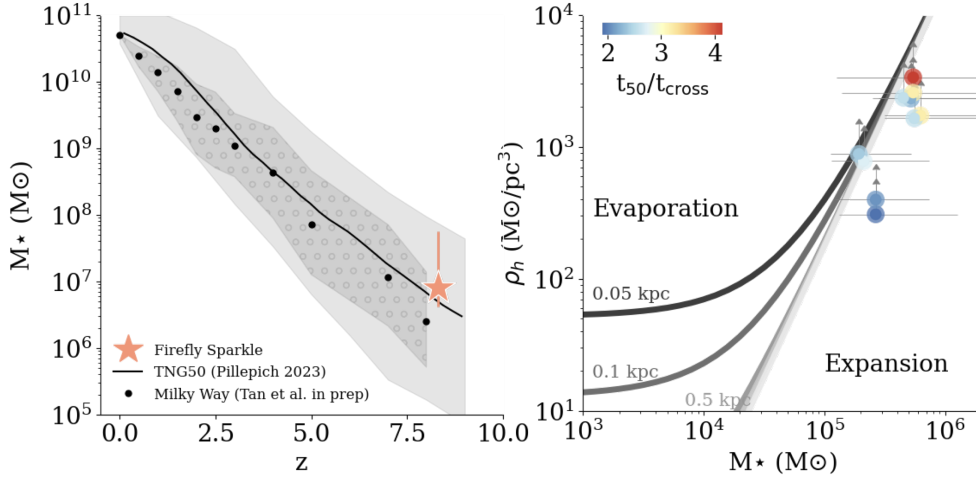 10¹¹
10¹⁰
10⁹
10⁸
10⁷
10⁶
10⁵
M⋆ (M⊙)
0.0
2.5
5.0
7.5
10.0
z
Firefly Sparkle
TNG50 (Pillepich 2023)
Milky Way (Tan et al. in prep)
10⁴
10³
10²
10¹
ρₕ (M⊙/pc³)
2
3
4
t₅₀/t_cross
Evaporation
0.05 kpc
0.1 kpc
0.5 kpc
Expansion
10³
10⁴
10⁵
10⁶
M⋆ (M⊙)